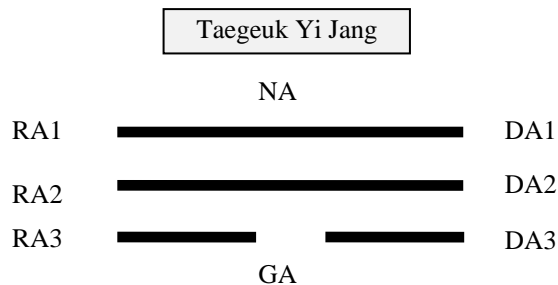 Taegeuk Yi Jang
NA
RA1 DA1
RA2 DA2
RA3 DA3
GA